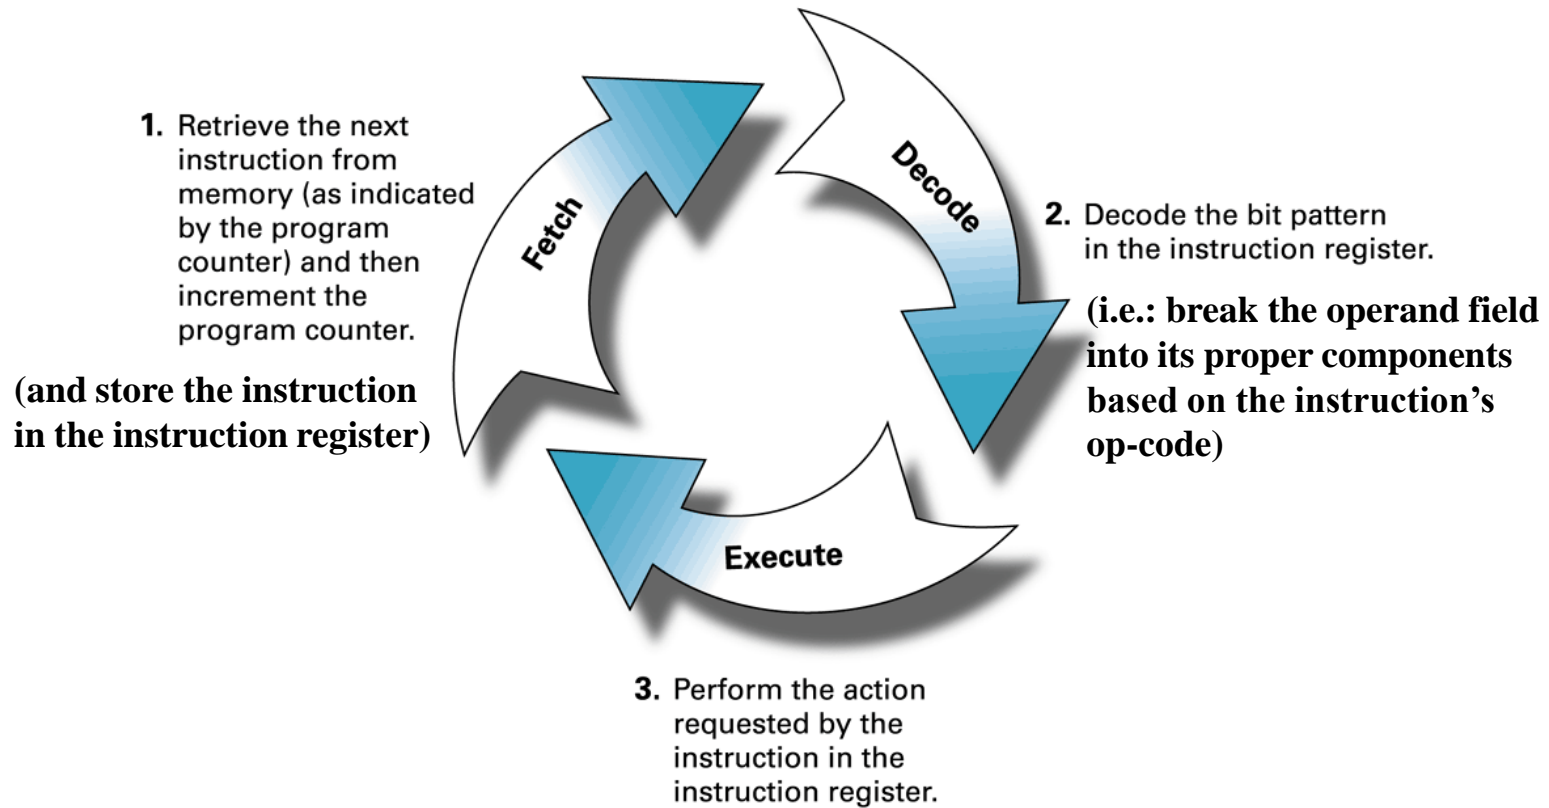 1. Retrieve the next
instruction from
memory (as indicated
by the program
counter) and then
increment the
program counter.
(and store the instruction
in the instruction register)
Fetch
Decode
2. Decode the bit pattern
in the instruction register.
(i.e.: break the operand field
into its proper components
based on the instruction’s
op-code)
Execute
3. Perform the action
requested by the
instruction in the
instruction register.